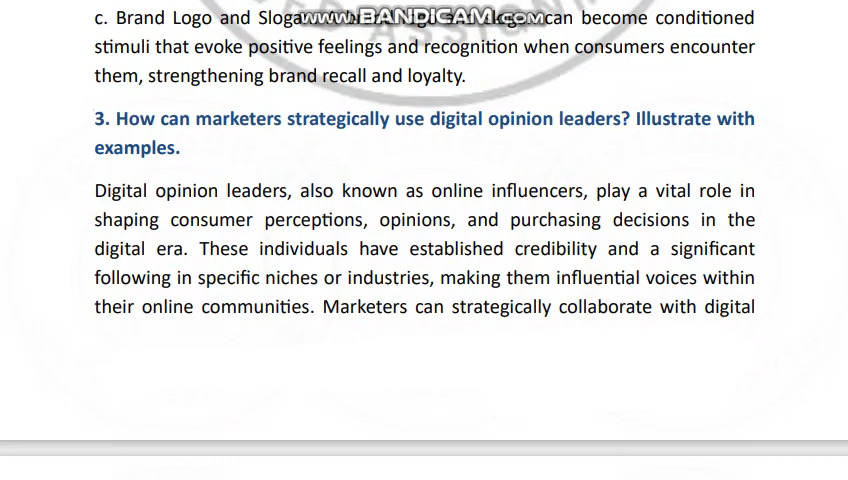 c. Brand Logo and can become conditioned
www.BANDICAM.com
stimuli that evoke positive feelings and recognition when consumers encounter
them, strengthening brand recall and loyalty.
3. How can marketers strategically use digital opinion leaders? Illustrate with
examples.
Digital opinion leaders, also known as online influencers, play a vital role in
shaping consumer perceptions, opinions, and purchasing decisions in the
digital era. These individuals have established credibility and a significant
following in specific niches or industries, making them influential voices within
their online communities. Marketers can strategically collaborate with digital